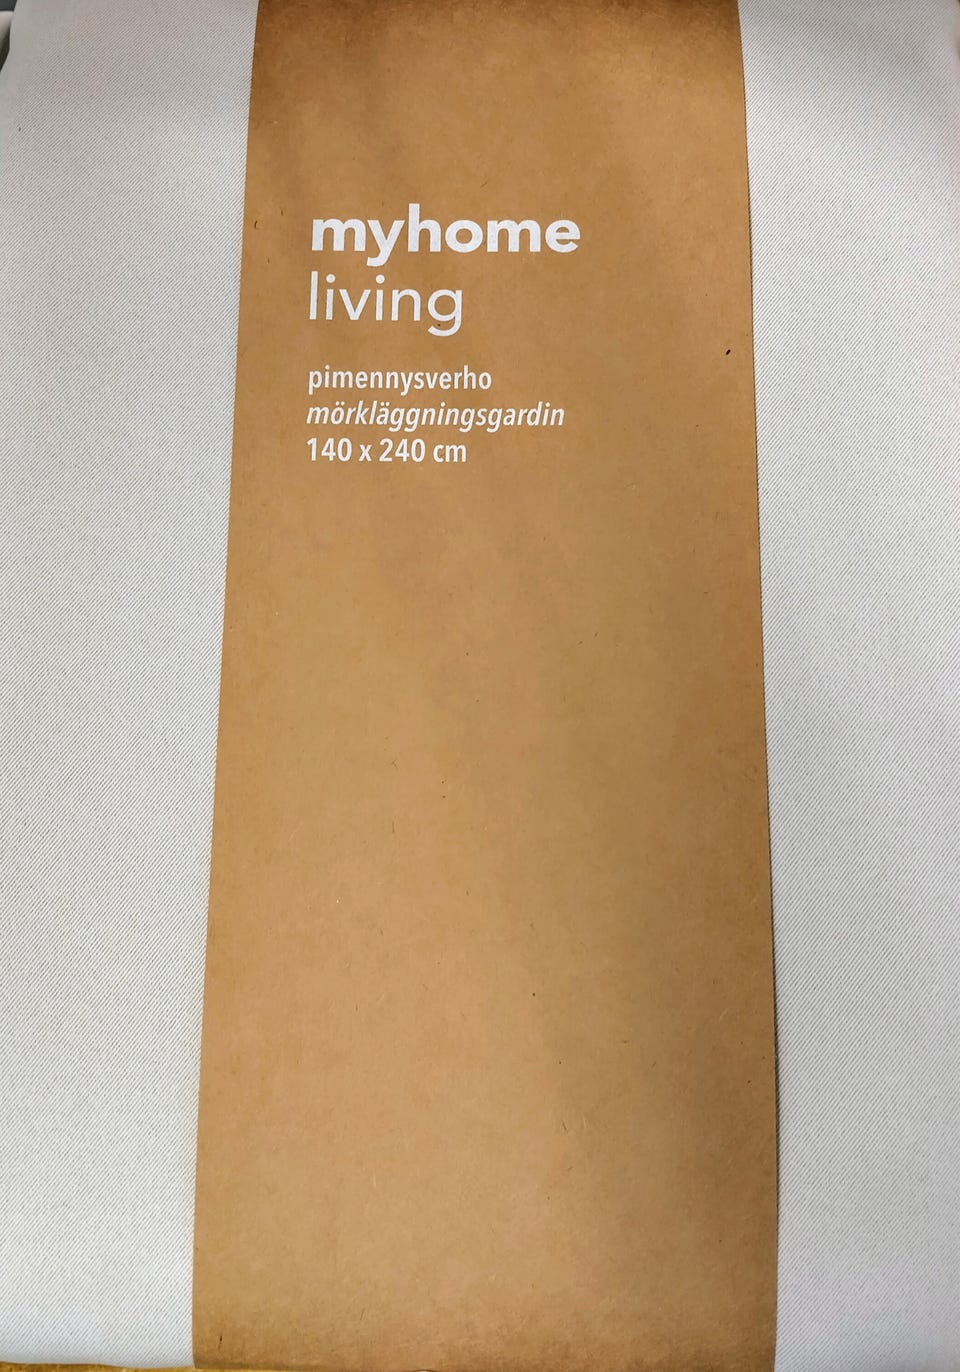 myhome
living
pimennysverho
mörkläggningsgardin
140 x 240 cm